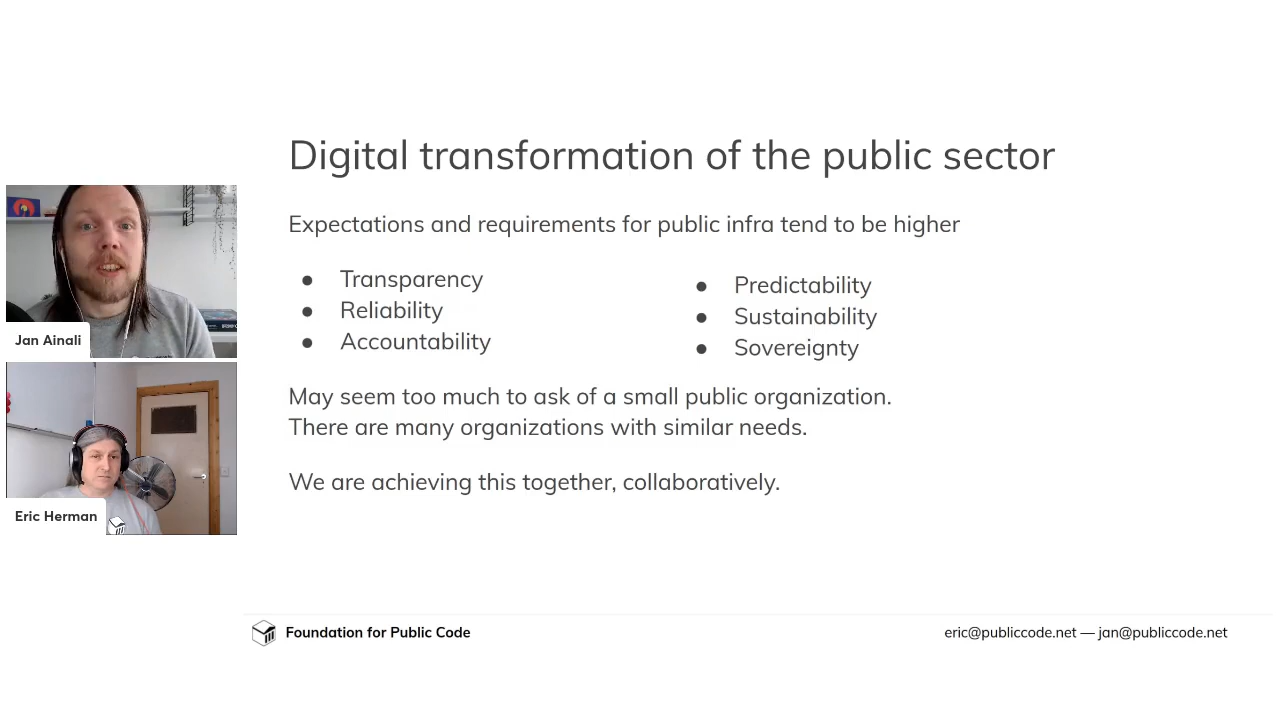 Digital transformation of the public sector
Expectations and requirements for public infra tend to be higher
● Transparency
● Reliability
● Accountability
● Predictability
● Sustainability
● Sovereignty
May seem too much to ask of a small public organization.
There are many organizations with similar needs.
We are achieving this together, collaboratively.
Jan Ainali
Eric Herman
Foundation for Public Code
eric@publiccode.net — jan@publiccode.net